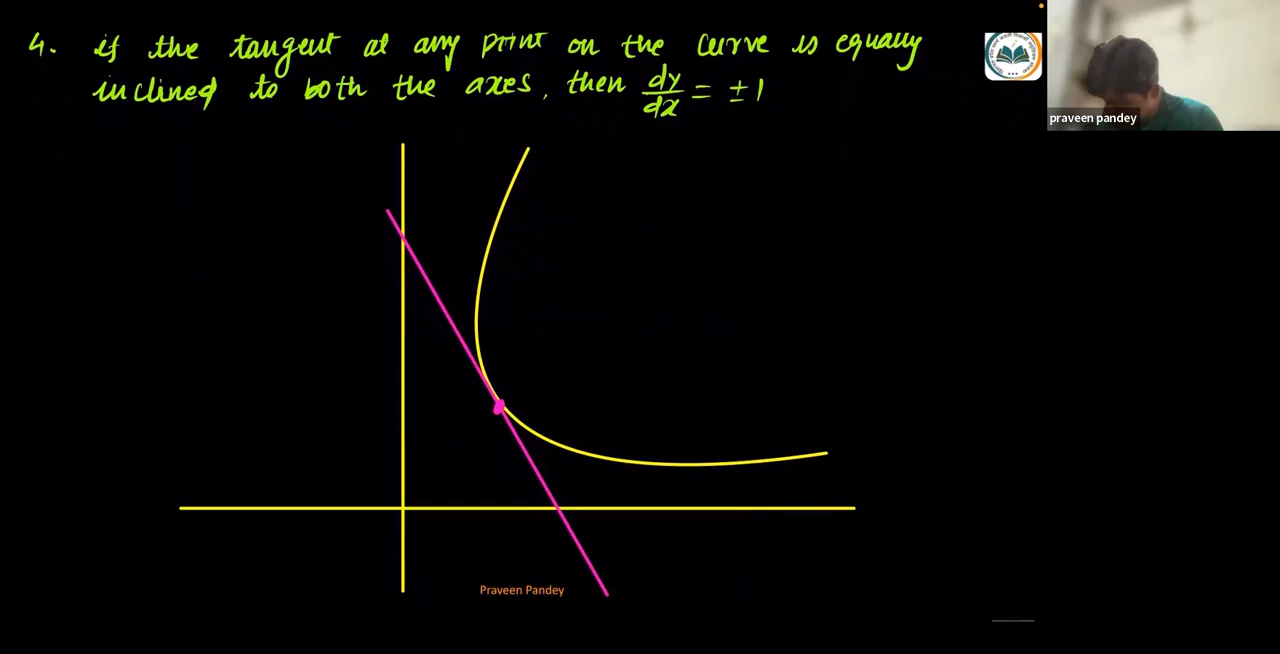 4. if the tangent at any point on the curve is equally
inclined to both the axes, then dy/dx = ±1
praveen pandey
Praveen Pandey